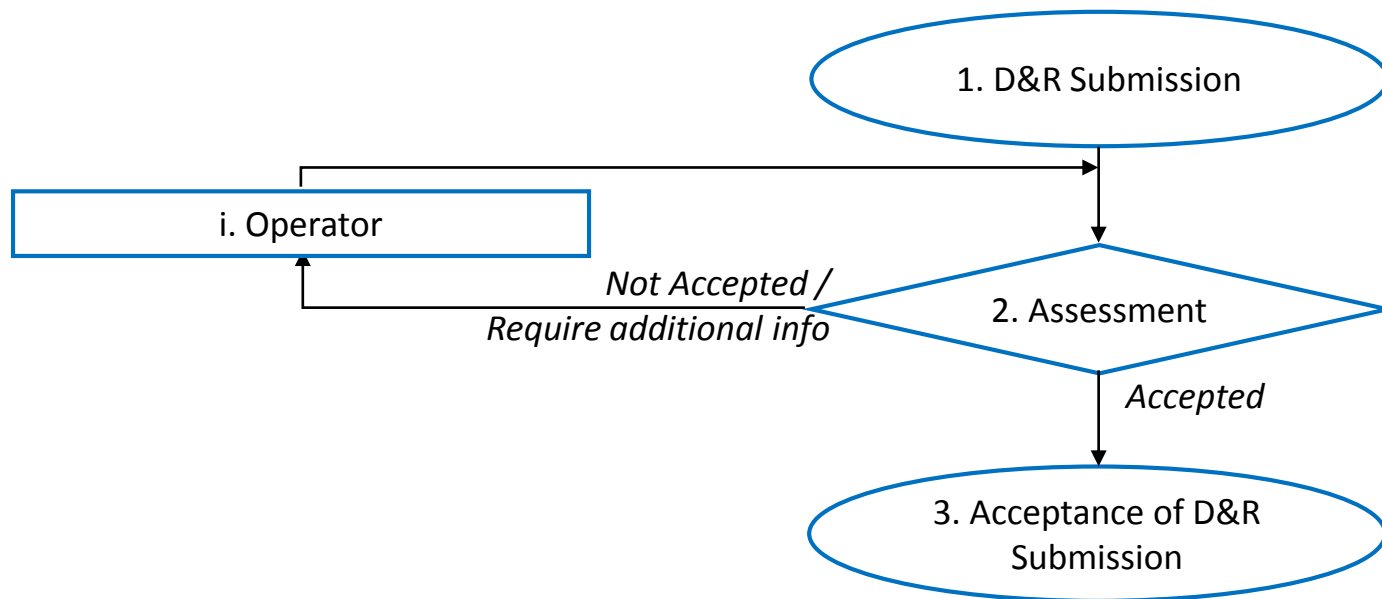 1. D&R Submission
i. Operator
Not Accepted /
Require additional info
2. Assessment
Accepted
3. Acceptance of D&R
Submission